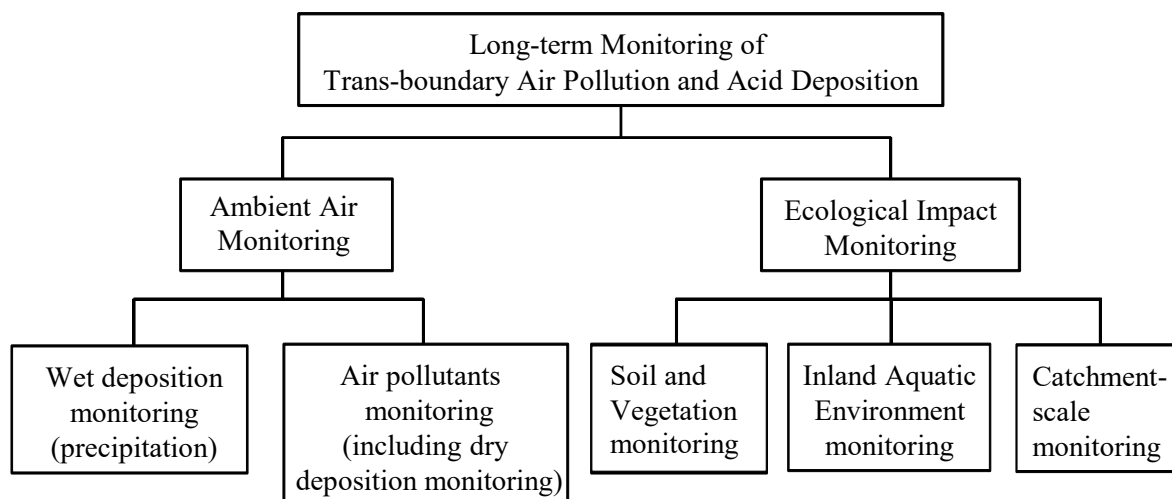 Long-term Monitoring of
Trans-boundary Air Pollution and Acid Deposition
Ambient Air
Monitoring
Ecological Impact
Monitoring
Wet deposition
monitoring
(precipitation)
Air pollutants
monitoring
(including dry
deposition monitoring)
Soil and
Vegetation
monitoring
Inland Aquatic
Environment
monitoring
Catchment-
scale
monitoring